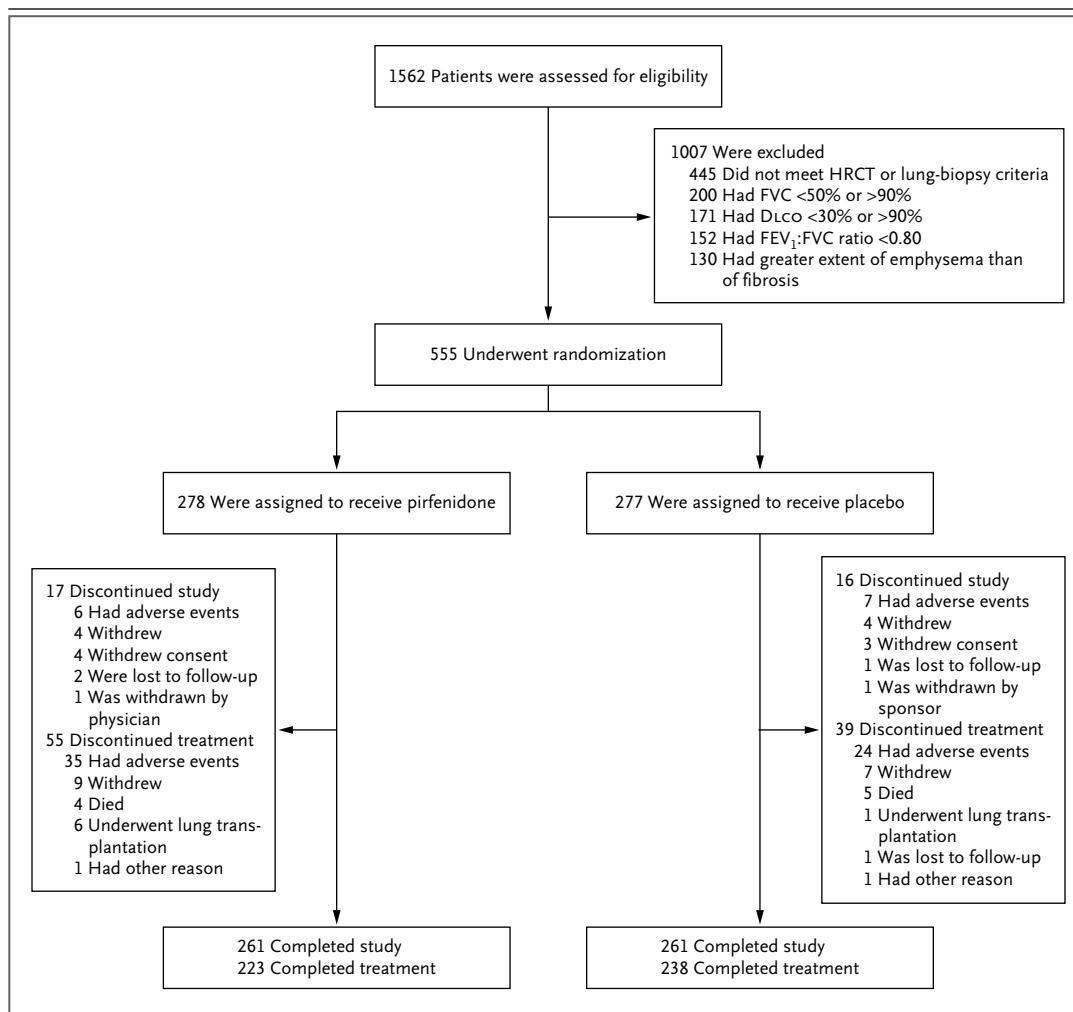 1562 Patients were assessed for eligibility
1007 Were excluded
445 Did not meet HRCT or lung-biopsy criteria
200 Had FVC <50% or >90%
171 Had DLCO <30% or >90%
152 Had FEV₁:FVC ratio <0.80
130 Had greater extent of emphysema than
of fibrosis
555 Underwent randomization
278 Were assigned to receive pirfenidone
277 Were assigned to receive placebo
17 Discontinued study
6 Had adverse events
4 Withdrew
4 Withdrew consent
2 Were lost to follow-up
1 Was withdrawn by
physician
55 Discontinued treatment
35 Had adverse events
9 Withdrew
4 Died
6 Underwent lung trans-
plantation
1 Had other reason
16 Discontinued study
7 Had adverse events
4 Withdrew
3 Withdrew consent
1 Was lost to follow-up
1 Was withdrawn by
sponsor
39 Discontinued treatment
24 Had adverse events
7 Withdrew
5 Died
1 Underwent lung trans-
plantation
1 Was lost to follow-up
1 Had other reason
261 Completed study
223 Completed treatment
261 Completed study
238 Completed treatment